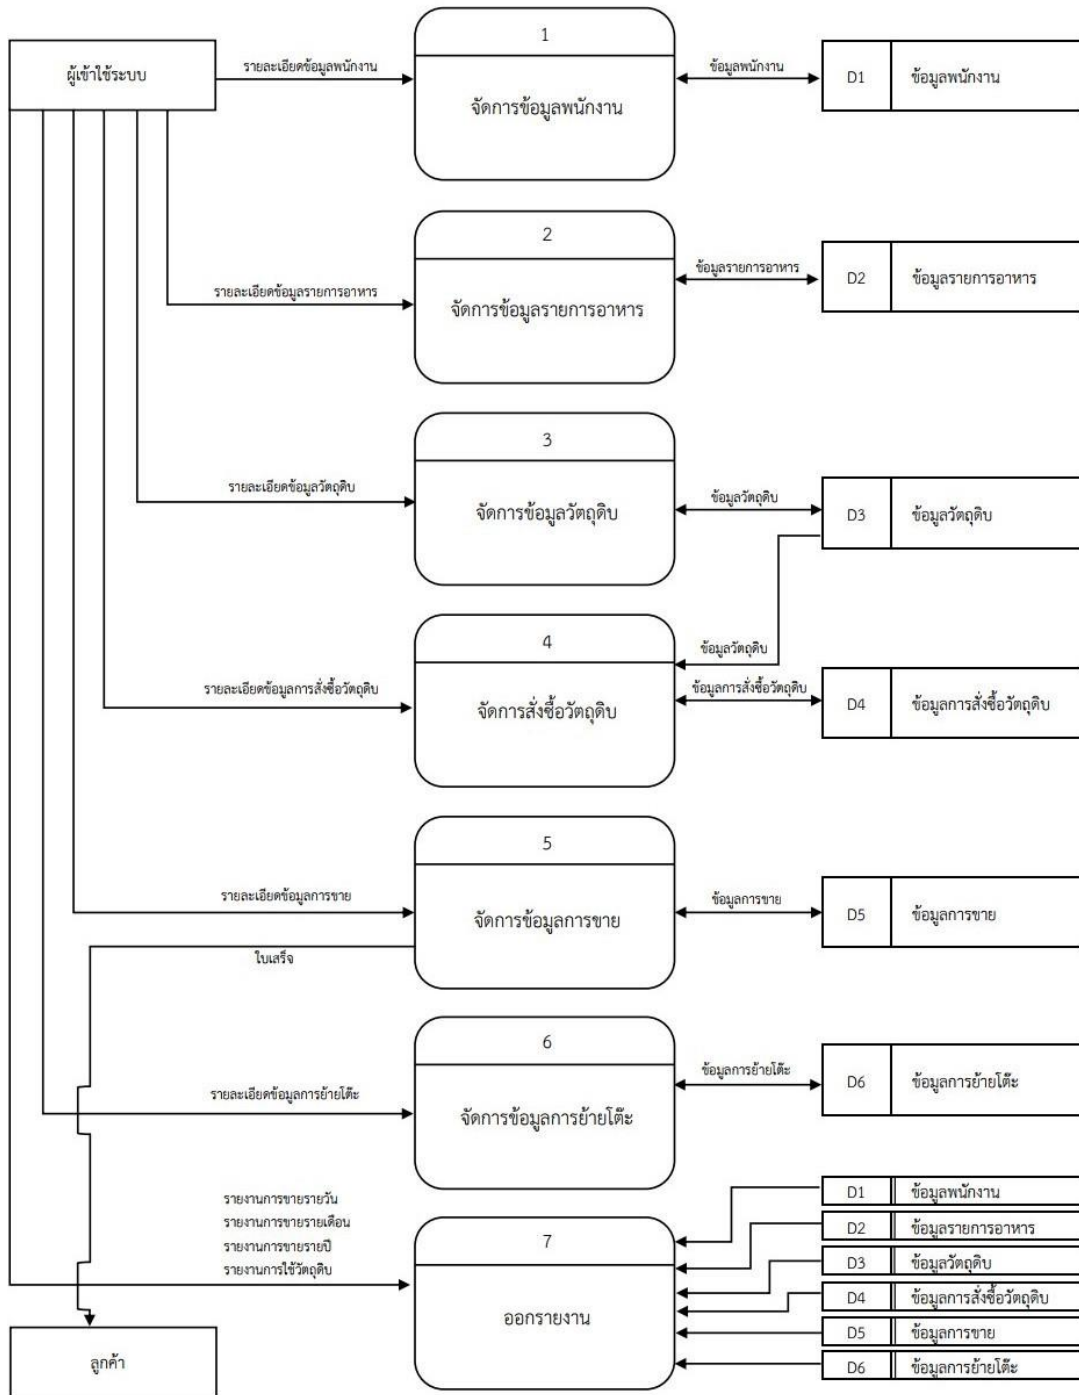 1
ผู้เข้าใช้ระบบ
รายละเอียดข้อมูลพนักงาน
จัดการข้อมูลพนักงาน
ข้อมูลพนักงาน
D1
ข้อมูลพนักงาน
2
รายละเอียดข้อมูลรายการอาหาร
จัดการข้อมูลรายการอาหาร
ข้อมูลรายการอาหาร
D2
ข้อมูลรายการอาหาร
3
รายละเอียดข้อมูลวัตถุดิบ
จัดการข้อมูลวัตถุดิบ
ข้อมูลวัตถุดิบ
D3
ข้อมูลวัตถุดิบ
4
ข้อมูลวัตถุดิบ
รายละเอียดข้อมูลการสั่งซื้อวัตถุดิบ
จัดการสั่งซื้อวัตถุดิบ
ข้อมูลการสั่งซื้อวัตถุดิบ
D4
ข้อมูลการสั่งซื้อวัตถุดิบ
5
รายละเอียดข้อมูลการขาย
จัดการข้อมูลการขาย
ข้อมูลการขาย
D5
ข้อมูลการขาย
ใบเสร็จ
6
รายละเอียดข้อมูลการย้ายโต๊ะ
จัดการข้อมูลการย้ายโต๊ะ
ข้อมูลการย้ายโต๊ะ
D6
ข้อมูลการย้ายโต๊ะ
รายงานการขายรายวัน
รายงานการขายรายเดือน
รายงานการขายรายปี
รายงานการใช้วัตถุดิบ
7
ออกรายงาน
D1
ข้อมูลพนักงาน
D2
ข้อมูลรายการอาหาร
D3
ข้อมูลวัตถุดิบ
D4
ข้อมูลการสั่งซื้อวัตถุดิบ
D5
ข้อมูลการขาย
D6
ข้อมูลการย้ายโต๊ะ
ลูกค้า